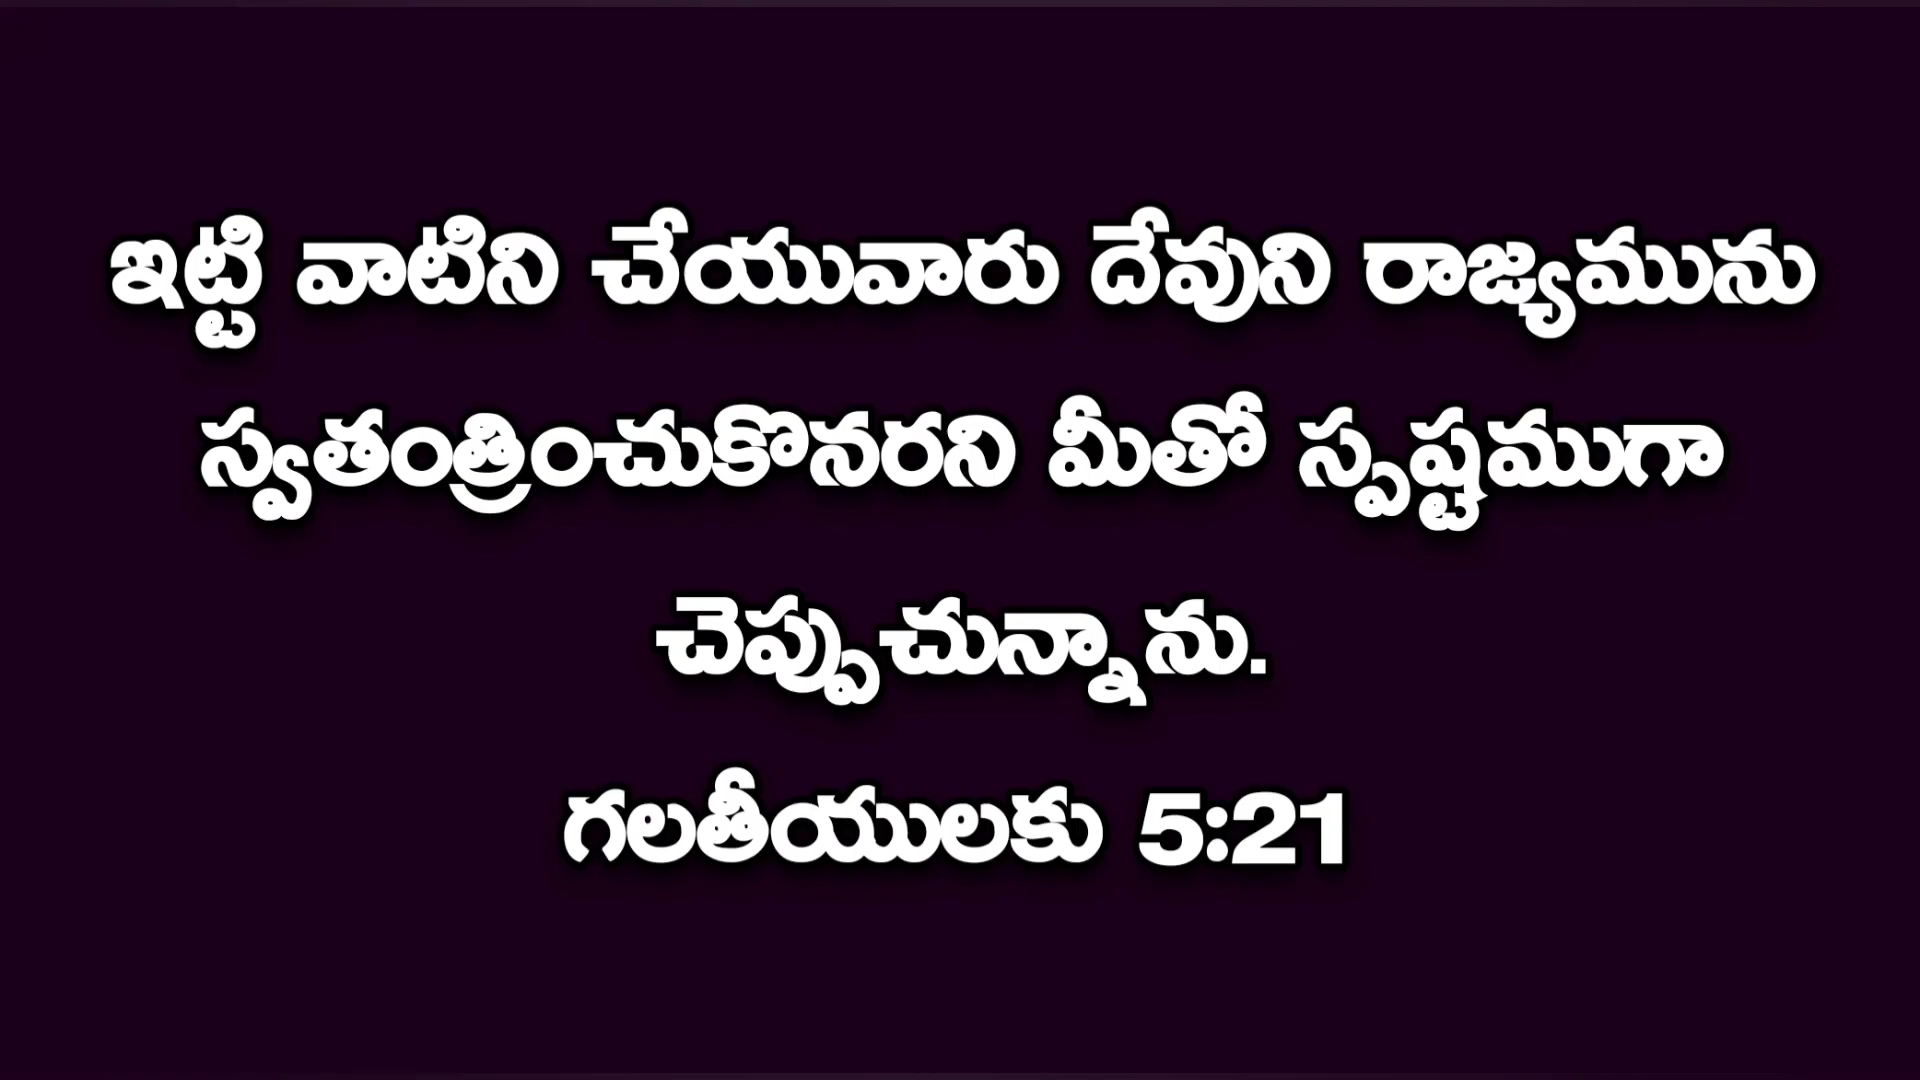 ఇట్టి వాటిని చేయువారు దేవుని రాజ్యమును
స్వతంత్రించుకొనరని మీతో స్పష్టముగా
చెప్పుచున్నాను.
గలతీయులకు 5:21